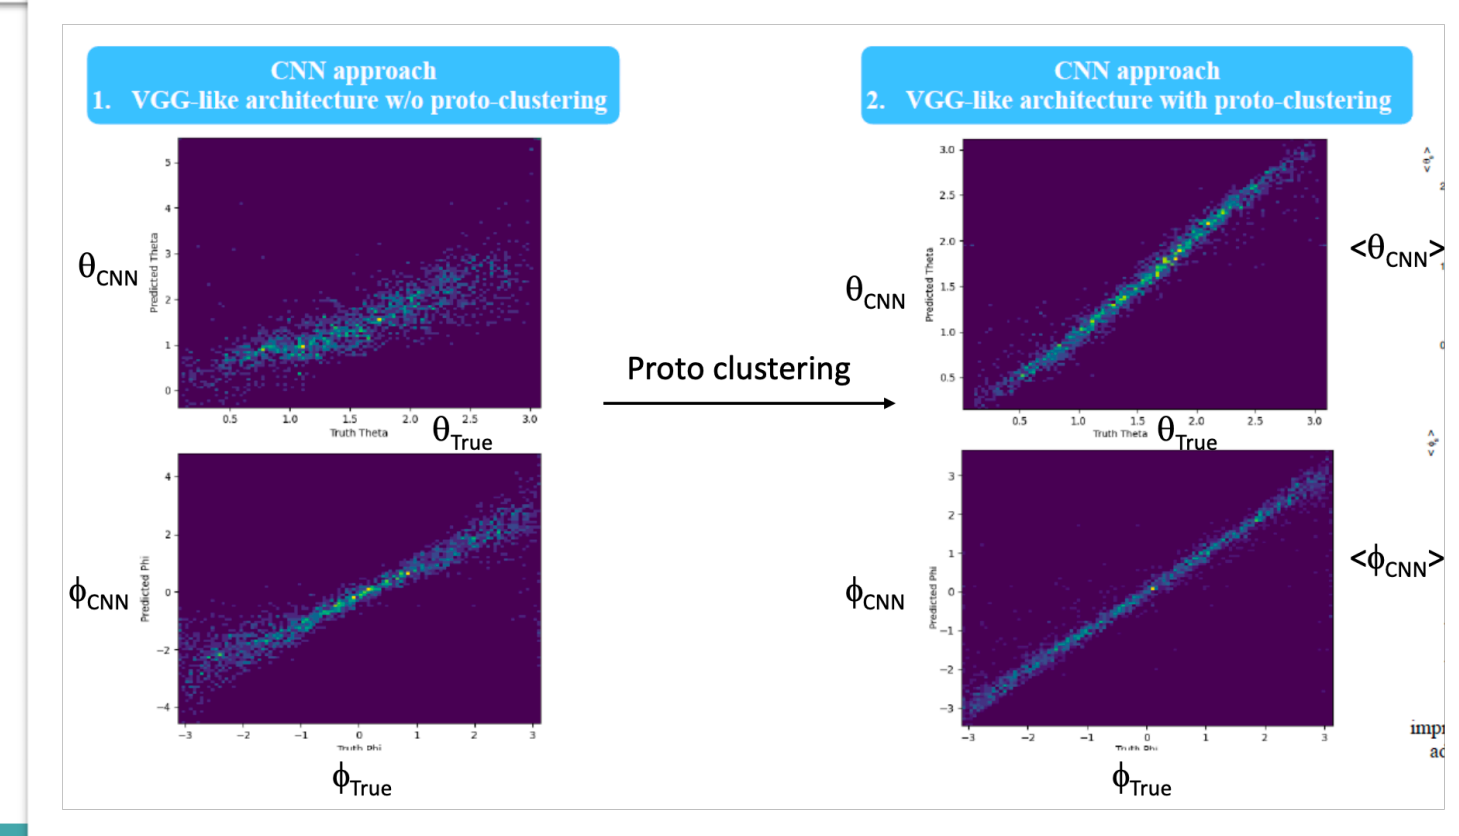 CNN approach
1. VGG-like architecture w/o proto-clustering
CNN approach
2. VGG-like architecture with proto-clustering
5
4
3
2
1
0
Predicted Theta
θCNN
0.5 1.0 1.5 2.0 2.5 3.0
Truth Theta
θTrue
Proto clustering
3.0
2.5
2.0
1.5
1.0
0.5
Predicted Theta
θCNN
0.5 1.0 1.5 2.0 2.5 3.0
Truth Theta
θTrue
<θCNN>
4
2
0
−2
−4
Predicted Phi
ϕCNN
−3 −2 −1 0 1 2 3
Truth Phi
ϕTrue
3
2
1
0
−1
−2
−3
Predicted Phi
ϕCNN
−3 −2 −1 0 1 2 3
Truth Phi
ϕTrue
<ϕCNN>